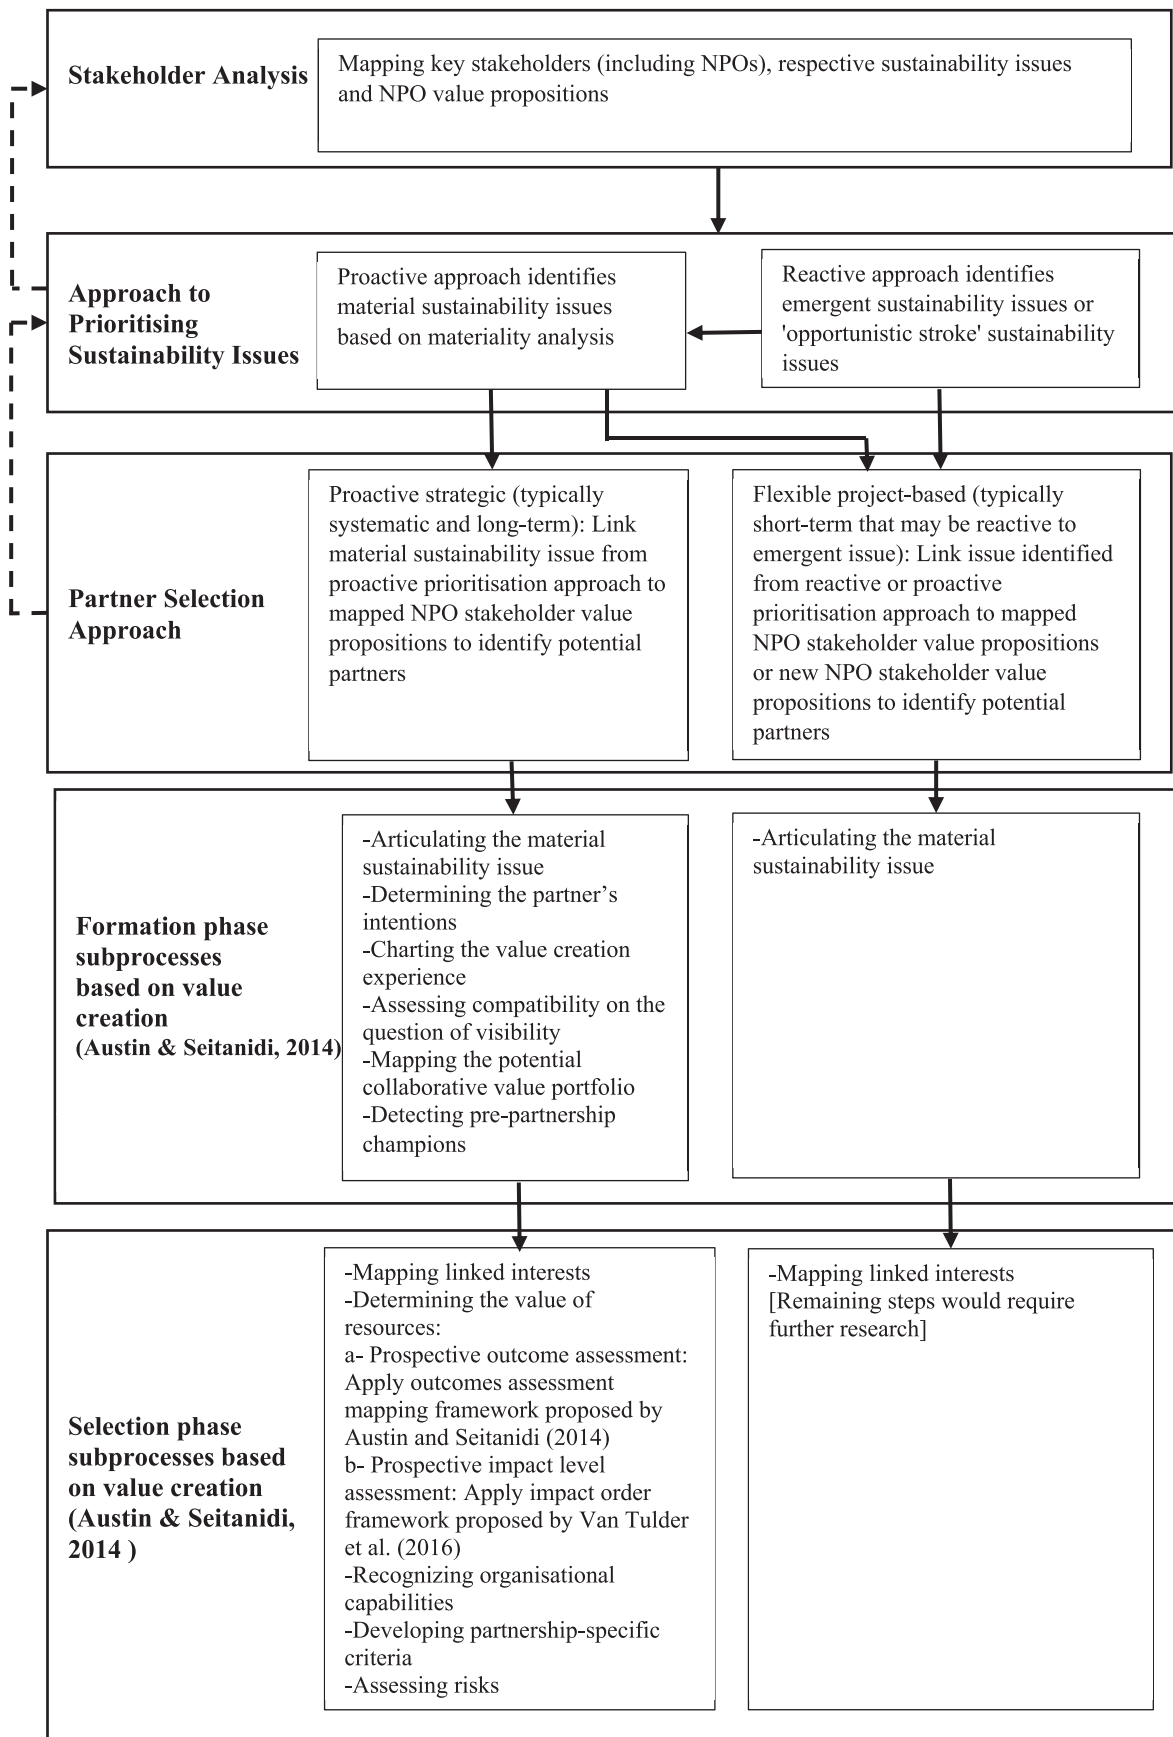 Stakeholder Analysis
Mapping key stakeholders (including NPOs), respective sustainability issues
and NPO value propositions
Approach to
Prioritising
Sustainability Issues
Proactive approach identifies
material sustainability issues
based on materiality analysis
Reactive approach identifies
emergent sustainability issues or
'opportunistic stroke' sustainability
issues
Partner Selection
Approach
Proactive strategic (typically
systematic and long-term): Link
material sustainability issue from
proactive prioritisation approach to
mapped NPO stakeholder value
propositions to identify potential
partners
Flexible project-based (typically
short-term that may be reactive to
emergent issue): Link issue identified
from reactive or proactive
prioritisation approach to mapped
NPO stakeholder value propositions
or new NPO stakeholder value
propositions to identify potential
partners
Formation phase
subprocesses
based on value
creation
(Austin & Seitanidi, 2014)
-Articulating the material
sustainability issue
-Determining the partner’s
intentions
-Charting the value creation
experience
-Assessing compatibility on the
question of visibility
-Mapping the potential
collaborative value portfolio
-Detecting pre-partnership
champions
-Articulating the material
sustainability issue
Selection phase
subprocesses based
on value creation
(Austin & Seitanidi,
2014 )
-Mapping linked interests
-Determining the value of
resources:
a- Prospective outcome assessment:
Apply outcomes assessment
mapping framework proposed by
Austin and Seitanidi (2014)
b- Prospective impact level
assessment: Apply impact order
framework proposed by Van Tulder
et al. (2016)
-Recognizing organisational
capabilities
-Developing partnership-specific
criteria
-Assessing risks
-Mapping linked interests
[Remaining steps would require
further research]